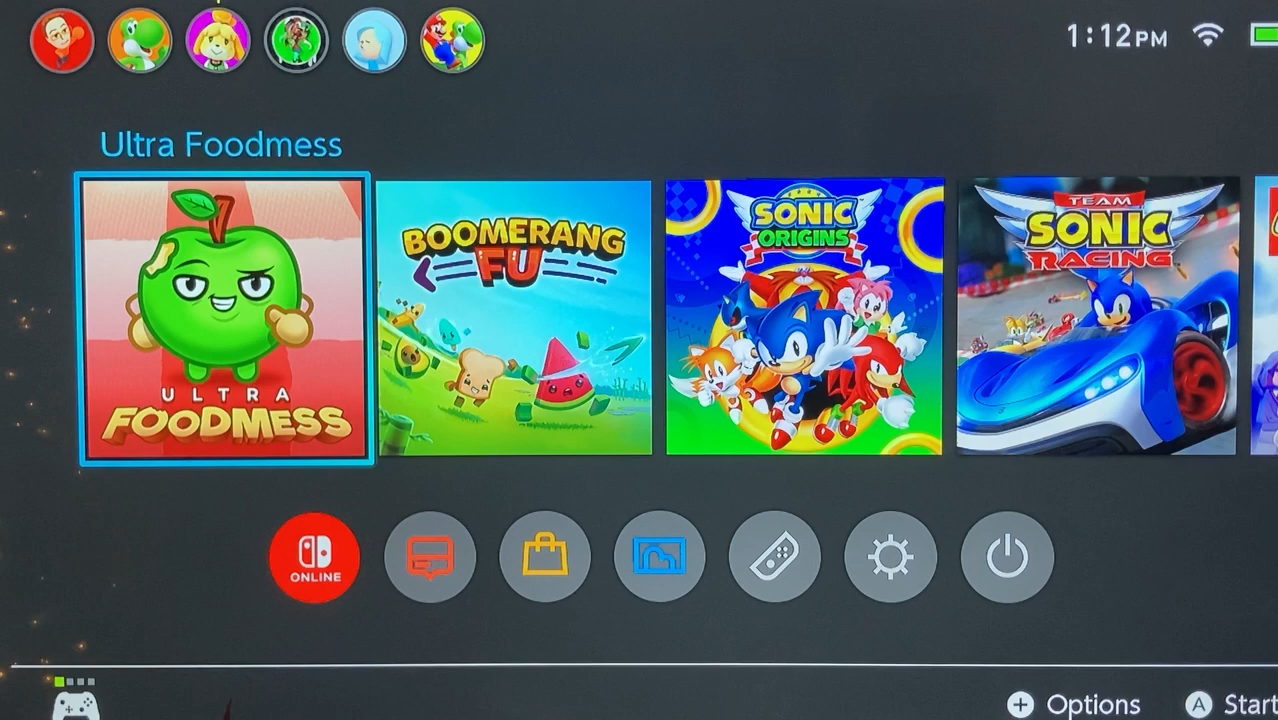 1:12PM
Ultra Foodmess
ULTRA
FOODMESS
BOOMERANG
FU
SONIC
ORIGINS
TEAM
SONIC
RACING
ONLINE
Options
A Start